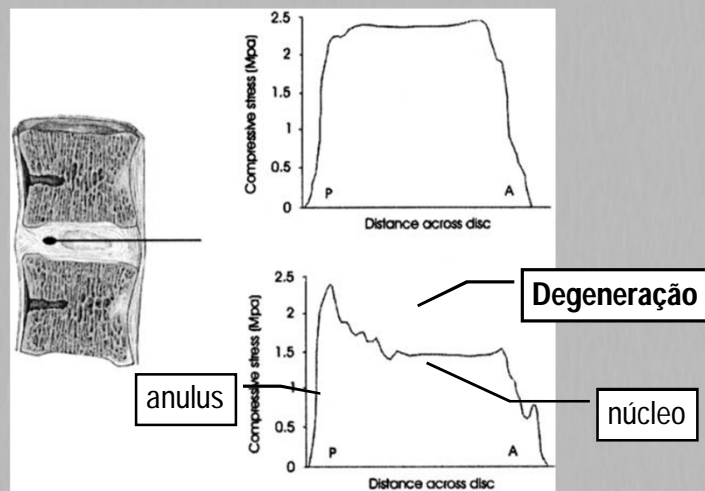 Compressive stress (Mpa)
2.5
2
1.5
1
0.5
0
P
A
Distance across disc
Compressive stress (Mpa)
2.5
2
1.5
1
0.5
0
P
A
Distance across disc
Degeneração
anulus
núcleo